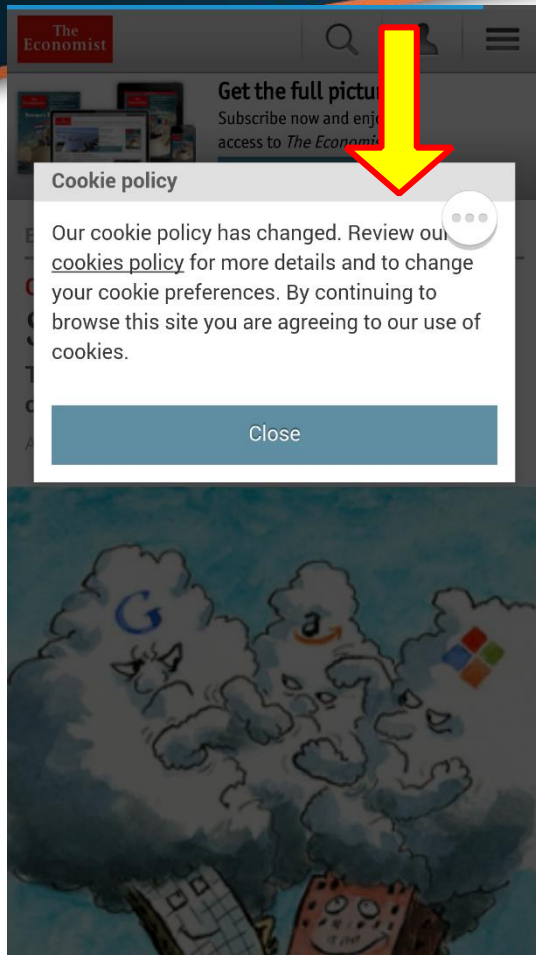 The
Economist
Get the full pictur
Subscribe now and enj
access to The Economis
Cookie policy
Our cookie policy has changed. Review our
cookies policy for more details and to change
your cookie preferences. By continuing to
browse this site you are agreeing to our use of
cookies.
Close
G
a